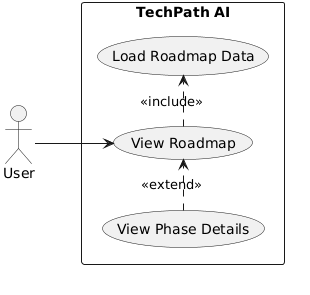 TechPath AI
Load Roadmap Data
«include»
View Roadmap
User
«extend»
View Phase Details